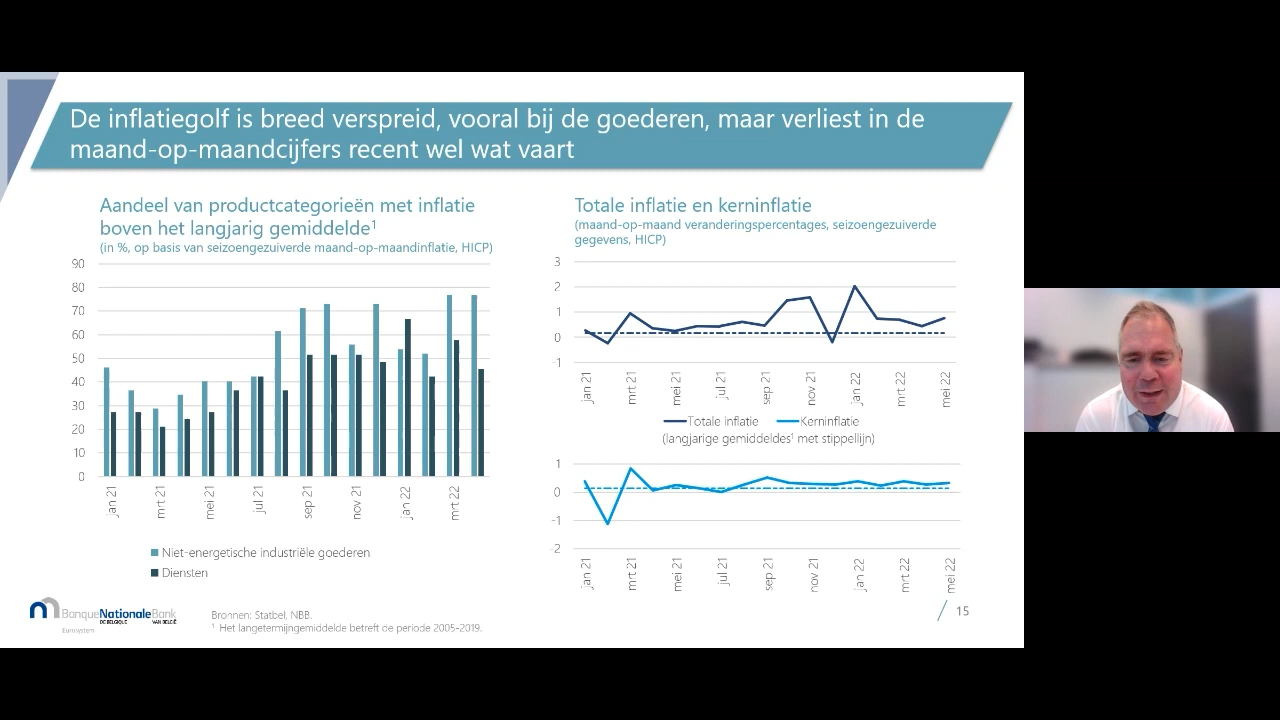 De inflatiegolf is breed verspreid, vooral bij de goederen, maar verliest in de
maand-op-maandcijfers recent wel wat vaart
Aandeel van productcategorieën met inflatie
boven het langjarig gemiddelde¹
(in %, op basis van seizoengezuiverde maand-op-maandinflatie, HICP)
90
80
70
60
50
40
30
20
10
0
jan 21
mrt 21
mei 21
jul 21
sep 21
nov 21
jan 22
mrt 22
Niet-energetische industriële goederen
Diensten
Totale inflatie en kerninflatie
(maand-op-maand veranderingspercentages, seizoengezuiverde
gegevens, HICP)
3
2
1
0
-1
jan 21
mrt 21
mei 21
jul 21
sep 21
nov 21
jan 22
mrt 22
mei 22
Totale inflatie Kerninflatie
(langjarige gemiddeldes¹ met stippellijn)
1
0
-1
-2
jan 21
mrt 21
mei 21
jul 21
sep 21
nov 21
jan 22
mrt 22
mei 22
BanqueNationaleBank
DE BELGIQUE VAN BELGIË
Eurosystem
Bronnen: Statbel, NBB.
¹ Het langetermijngemiddelde betreft de periode 2005-2019.
15